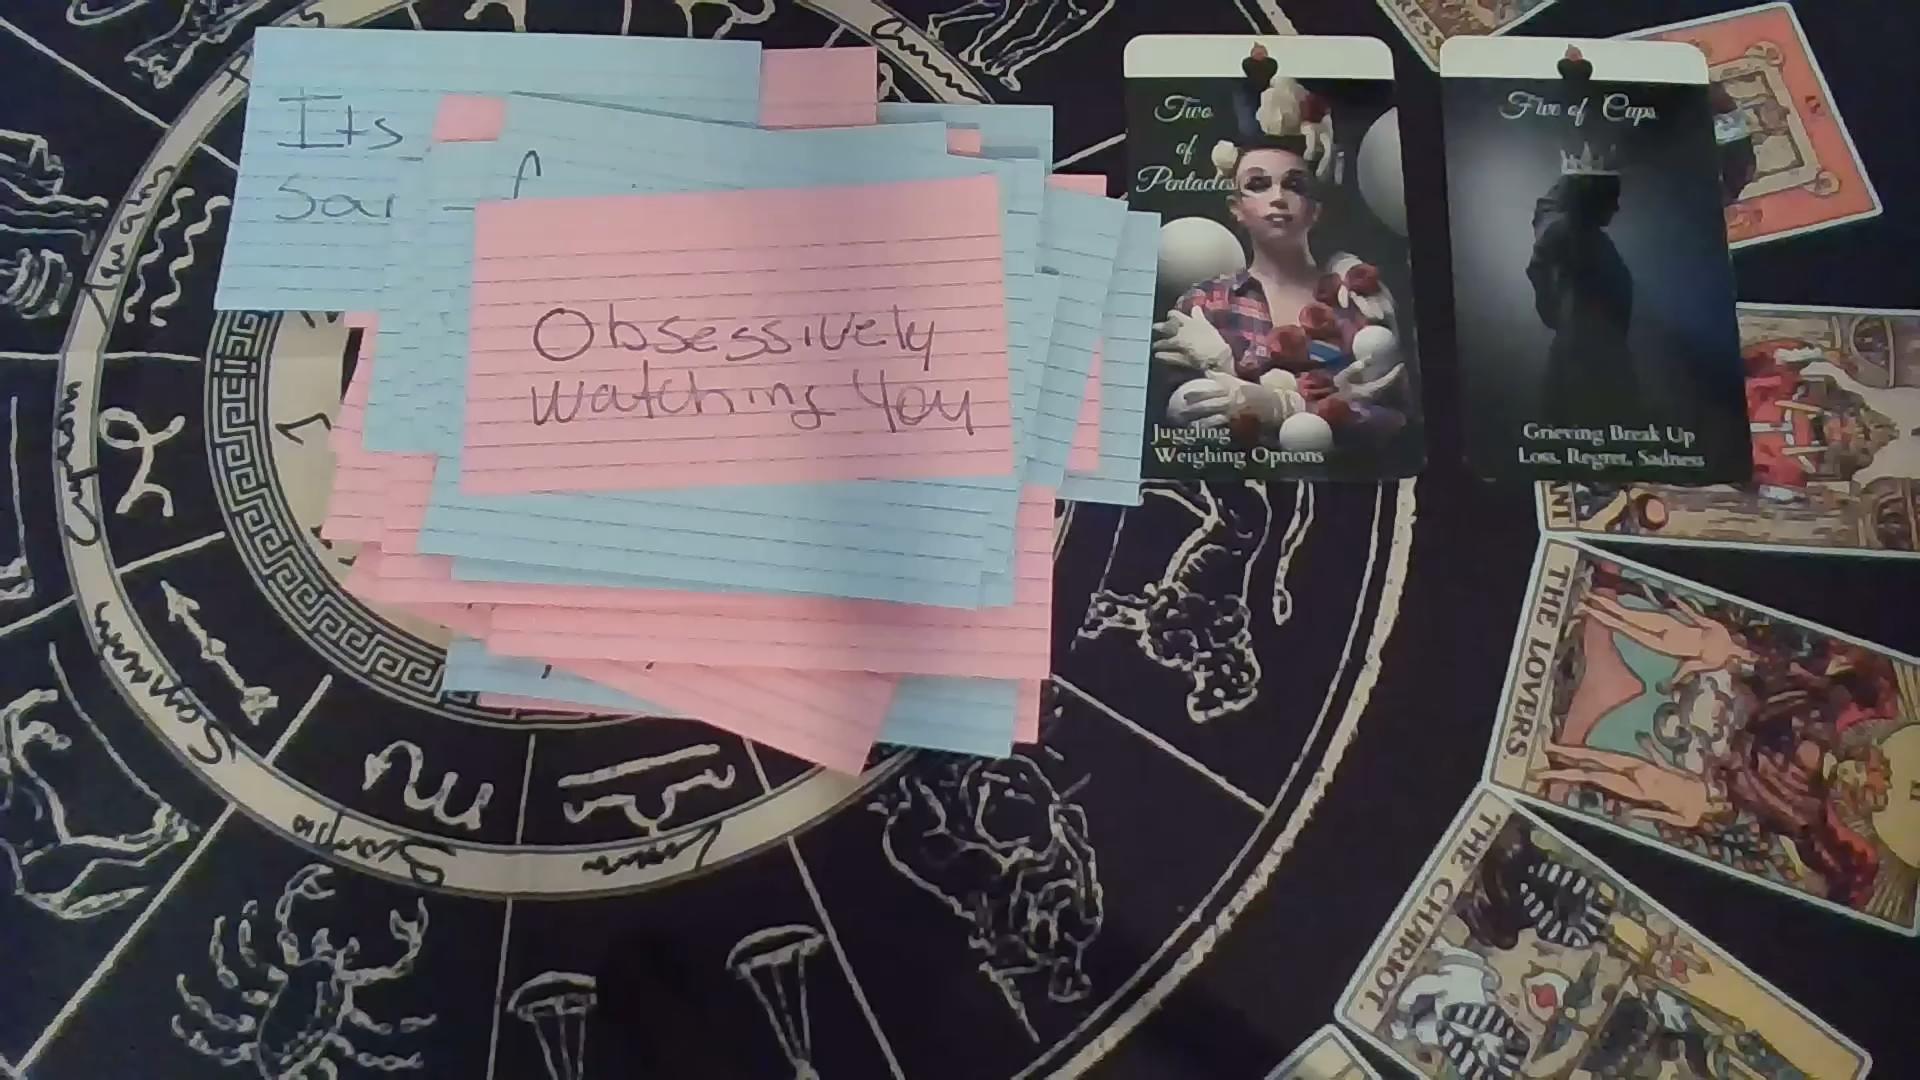 Its
Sar
Obsessively
watching You
Two
of
Pentacles
Juggling
Weighing Options
Five of Cups
Grieving Break Up
Loss, Regret, Sadness
THE LOVERS.
THE CHARIOT.